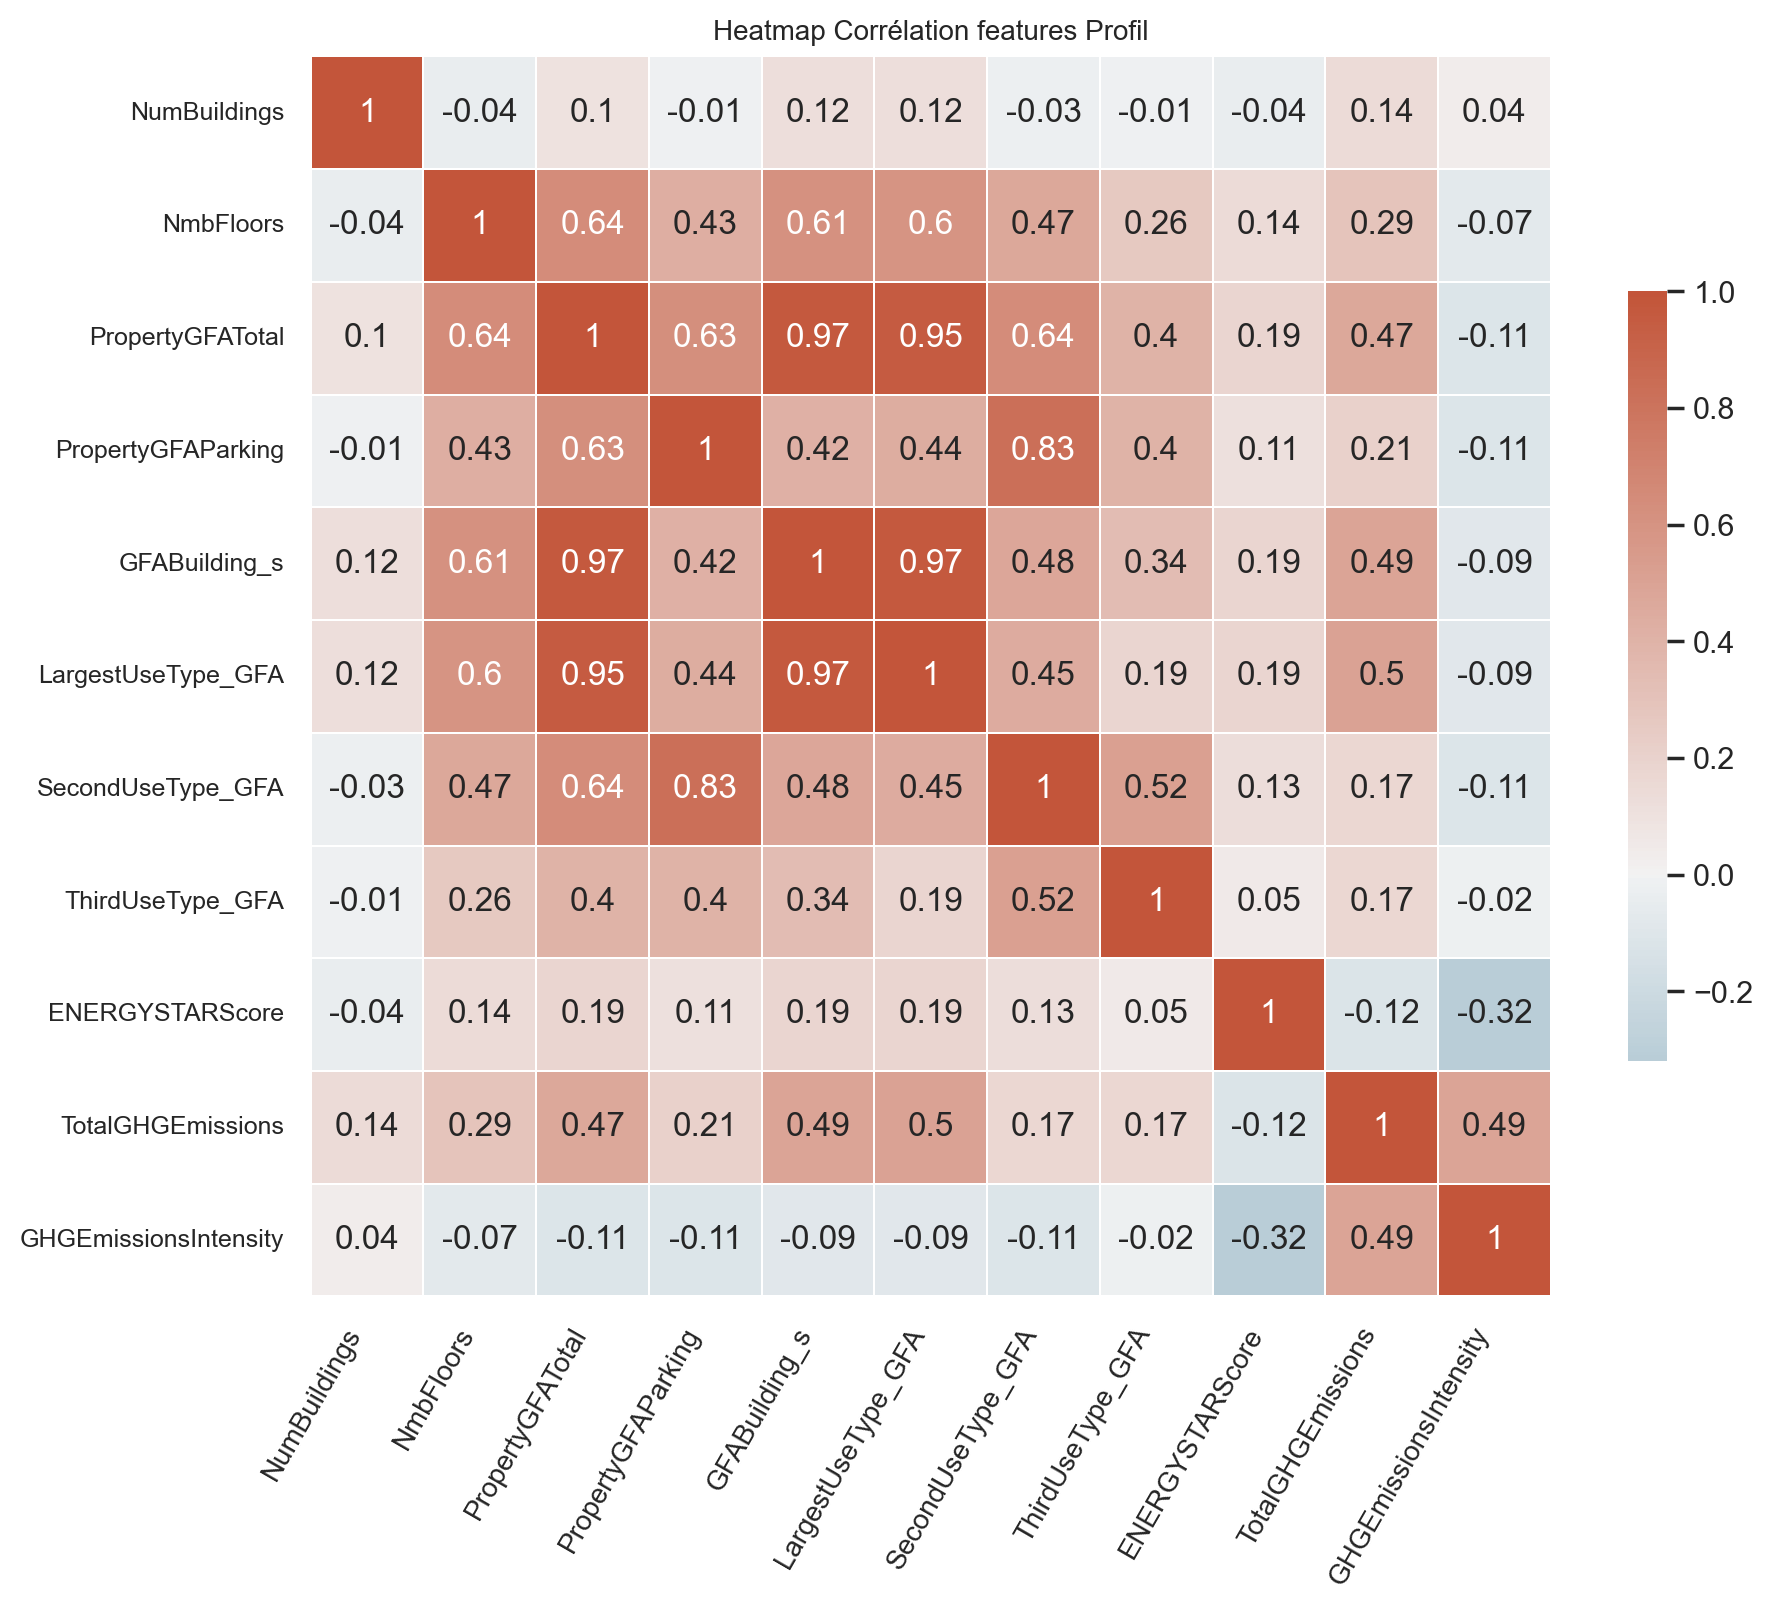 Heatmap Corrélation features Profil
NumBuildings 1 -0.04 0.1 -0.01 0.12 0.12 -0.03 -0.01 -0.04 0.14 0.04
NmbFloors -0.04 1 0.64 0.43 0.61 0.6 0.47 0.26 0.14 0.29 -0.07
PropertyGFATotal 0.1 0.64 1 0.63 0.97 0.95 0.64 0.4 0.19 0.47 -0.11
PropertyGFAParking -0.01 0.43 0.63 1 0.42 0.44 0.83 0.4 0.11 0.21 -0.11
GFABuilding_s 0.12 0.61 0.97 0.42 1 0.97 0.48 0.34 0.19 0.49 -0.09
LargestUseType_GFA 0.12 0.6 0.95 0.44 0.97 1 0.45 0.19 0.19 0.5 -0.09
SecondUseType_GFA -0.03 0.47 0.64 0.83 0.48 0.45 1 0.52 0.13 0.17 -0.11
ThirdUseType_GFA -0.01 0.26 0.4 0.4 0.34 0.19 0.52 1 0.05 0.17 -0.02
ENERGYSTARScore -0.04 0.14 0.19 0.11 0.19 0.19 0.13 0.05 1 -0.12 -0.32
TotalGHGEmissions 0.14 0.29 0.47 0.21 0.49 0.5 0.17 0.17 -0.12 1 0.49
GHGEmissionsIntensity 0.04 -0.07 -0.11 -0.11 -0.09 -0.09 -0.11 -0.02 -0.32 0.49 1
NumBuildings
NmbFloors
PropertyGFATotal
PropertyGFAParking
GFABuilding_s
LargestUseType_GFA
SecondUseType_GFA
ThirdUseType_GFA
ENERGYSTARScore
TotalGHGEmissions
GHGEmissionsIntensity
1.0
0.8
0.6
0.4
0.2
0.0
−0.2